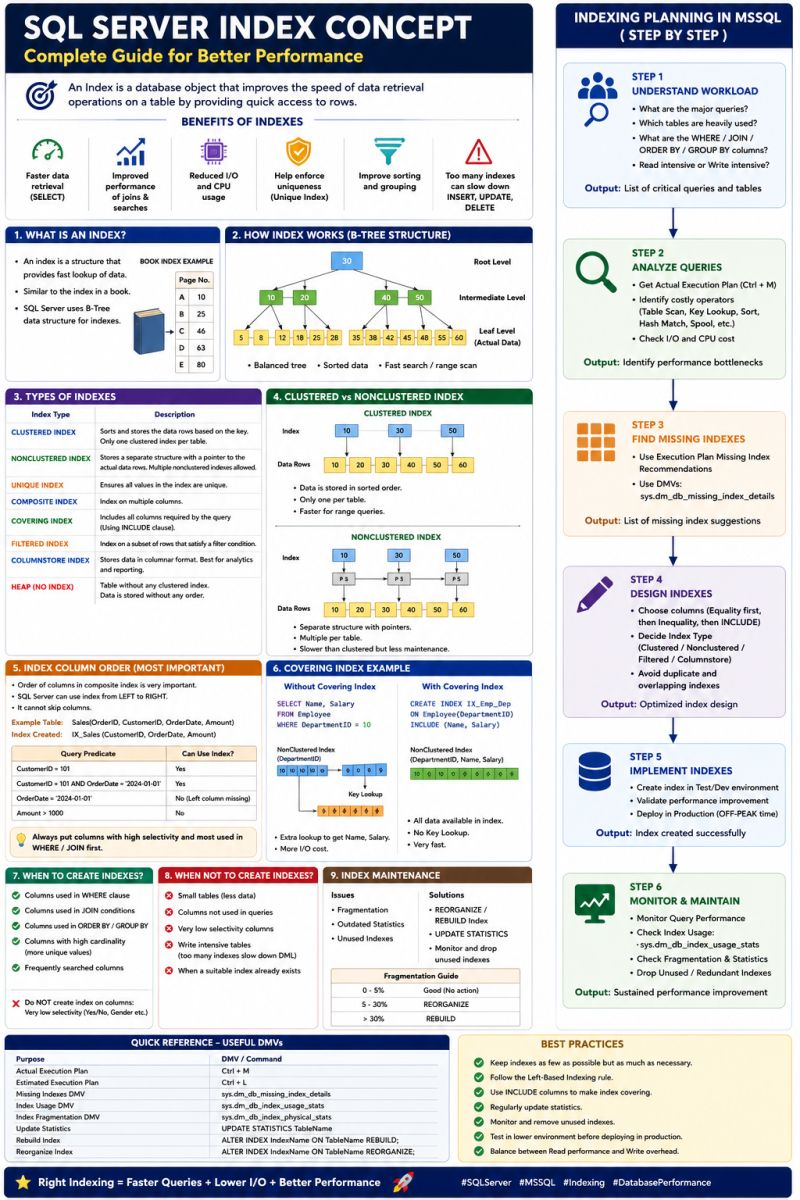 SQL SERVER INDEX CONCEPT
Complete Guide for Better Performance
An Index is a database object that improves the speed of data retrieval
operations on a table by providing quick access to rows.
BENEFITS OF INDEXES
Faster data
retrieval
(SELECT)
Improved
performance
of joins &
searches
Reduced I/O
and CPU
usage
Help enforce
uniqueness
(Unique Index)
Improve sorting
and grouping
Too many indexes
can slow down
INSERT, UPDATE,
DELETE
1. WHAT IS AN INDEX?
• An index is a structure that
provides fast lookup of data.
• Similar to the index in a book.
• SQL Server uses B-Tree
data structure for indexes.
BOOK INDEX EXAMPLE
Page No.
A 10
B 25
C 46
D 63
E 80
2. HOW INDEX WORKS (B-TREE STRUCTURE)
30
Root Level
10 20 40 50
Intermediate Level
5 8 12 18 25 28 35 38 42 45 48 55 60
Leaf Level
(Actual Data)
• Balanced tree • Sorted data • Fast search / range scan
3. TYPES OF INDEXES
Index Type Description
CLUSTERED INDEX Sorts and stores the data rows based on the key.
Only one clustered index per table.
NONCLUSTERED INDEX Stores a separate structure with a pointer to the
actual data rows. Multiple nonclustered indexes allowed.
UNIQUE INDEX Ensures all values in the index are unique.
COMPOSITE INDEX Index on multiple columns.
COVERING INDEX Includes all columns required by the query
(Using INCLUDE clause).
FILTERED INDEX Index on a subset of rows that satisfy a filter condition.
COLUMNSTORE INDEX Stores data in columnar format. Best for analytics
and reporting.
HEAP (NO INDEX) Table without any clustered index.
Data is stored without any order.
4. CLUSTERED vs NONCLUSTERED INDEX
CLUSTERED INDEX
Index 10 30 50
Data Rows 10 20 30 40 50 60
• Data is stored in sorted order.
• Only one per table.
• Faster for range queries.
NONCLUSTERED INDEX
Index 10 30 50
P 5 P 5 P 5
Data Rows 10 20 30 40 50 60
• Separate structure with pointers.
• Multiple per table.
• Slower than clustered but less maintenance.
5. INDEX COLUMN ORDER (MOST IMPORTANT)
• Order of columns in composite index is very important.
• SQL Server can use index from LEFT to RIGHT.
• It cannot skip columns.
Example Table: Sales(OrderID, CustomerID, OrderDate, Amount)
Index Created: IX_Sales (CustomerID, OrderDate, Amount)
Query Predicate Can Use Index?
CustomerID = 101 Yes
CustomerID = 101 AND OrderDate = '2024-01-01' Yes
OrderDate = '2024-01-01' No (Left column missing)
Amount > 1000 No
Always put columns with high selectivity and most used in
WHERE / JOIN first.
6. COVERING INDEX EXAMPLE
Without Covering Index
SELECT Name, Salary
FROM Employee
WHERE DepartmentID = 10
NonClustered Index
(DepartmentID)
Key Lookup
• Extra lookup to get Name, Salary.
• More I/O cost.
With Covering Index
CREATE INDEX IX_Emp_Dep
ON Employee(DepartmentID)
INCLUDE (Name, Salary)
NonClustered Index
(DepartmentID, Name, Salary)
• All data available in index.
• No Key Lookup.
• Very fast.
7. WHEN TO CREATE INDEXES?
Columns used in WHERE clause
Columns used in JOIN conditions
Columns used in ORDER BY / GROUP BY
Columns with high cardinality
(more unique values)
Frequently searched columns
Do NOT create index on columns:
Very low selectivity (Yes/No, Gender etc.)
8. WHEN NOT TO CREATE INDEXES?
Small tables (less data)
Columns not used in queries
Very low selectivity columns
Write intensive tables
(too many indexes slow down DML)
When a suitable index already exists
9. INDEX MAINTENANCE
Issues
• Fragmentation
• Outdated Statistics
• Unused Indexes
Solutions
• REORGANIZE /
REBUILD Index
• UPDATE STATISTICS
• Monitor and drop
unused indexes
Fragmentation Guide
0 - 5% Good (No action)
5 - 30% REORGANIZE
> 30% REBUILD
QUICK REFERENCE – USEFUL DMVs
Purpose DMV / Command
Actual Execution Plan Ctrl + M
Estimated Execution Plan Ctrl + L
Missing Indexes DMV sys.dm_db_missing_index_details
Index Usage DMV sys.dm_db_index_usage_stats
Index Fragmentation DMV sys.dm_db_index_physical_stats
Update Statistics UPDATE STATISTICS TableName
Rebuild Index ALTER INDEX IndexName ON TableName REBUILD;
Reorganize Index ALTER INDEX IndexName ON TableName REORGANIZE;
BEST PRACTICES
Keep indexes as few as possible but as much as necessary.
Follow the Left-Based Indexing rule.
Use INCLUDE columns to make index covering.
Regularly update statistics.
Monitor and remove unused indexes.
Test in lower environment before deploying in production.
Balance between Read performance and Write overhead.
INDEXING PLANNING IN MSSQL
( STEP BY STEP )
STEP 1
UNDERSTAND WORKLOAD
• What are the major queries?
• Which tables are heavily used?
• What are the WHERE / JOIN /
ORDER BY / GROUP BY columns?
• Read intensive or Write intensive?
Output: List of critical queries and tables
STEP 2
ANALYZE QUERIES
• Get Actual Execution Plan (Ctrl + M)
• Identify costly operators
(Table Scan, Key Lookup, Sort,
Hash Match, Spool, etc.)
• Check I/O and CPU cost
Output: Identify performance bottlenecks
STEP 3
FIND MISSING INDEXES
• Use Execution Plan Missing Index
Recommendations
• Use DMVs:
sys.dm_db_missing_index_details
Output: List of missing index suggestions
STEP 4
DESIGN INDEXES
• Choose columns (Equality first,
then Inequality, then INCLUDE)
• Decide Index Type
(Clustered / Nonclustered /
Filtered / Columnstore)
• Avoid duplicate and
overlapping indexes
Output: Optimized index design
STEP 5
IMPLEMENT INDEXES
• Create index in Test/Dev environment
• Validate performance improvement
• Deploy in Production (OFF-PEAK time)
Output: Index created successfully
STEP 6
MONITOR & MAINTAIN
• Monitor Query Performance
• Check Index Usage:
·sys.dm_db_index_usage_stats
• Check Fragmentation & Statistics
• Drop Unused / Redundant Indexes
Output: Sustained performance improvement
Right Indexing = Faster Queries + Lower I/O + Better Performance
#SQLServer #MSSQL #Indexing #DatabasePerformance